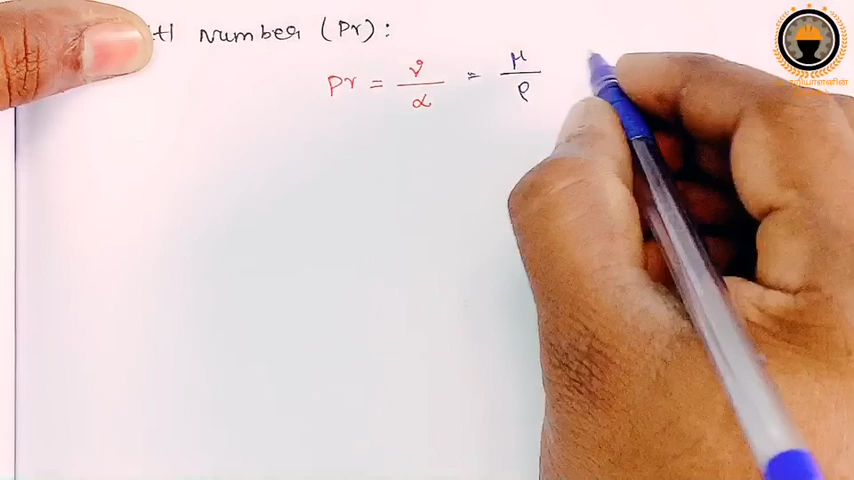 Number (Pr):
Pr = ν/α = μ/ρ